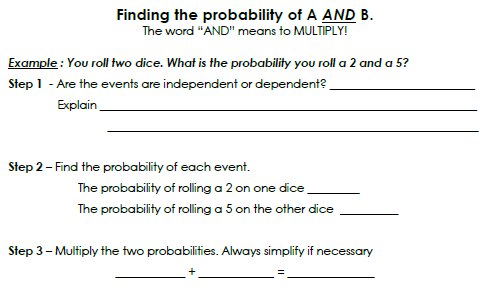 Finding the probability of A AND B.
The word “AND” means to MULTIPLY!
Example : You roll two dice. What is the probability you roll a 2 and a 5?
Step 1 - Are the events are independent or dependent? ____________________
Explain ____________________
____________________
Step 2 – Find the probability of each event.
The probability of rolling a 2 on one dice ________
The probability of rolling a 5 on the other dice ________
Step 3 – Multiply the two probabilities. Always simplify if necessary
__________ + __________ = __________